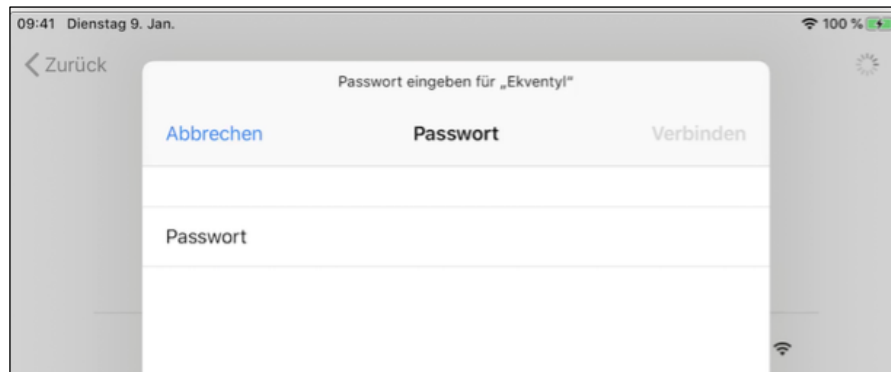 09:41 Dienstag 9. Jan. 100 %
Zurück
Passwort eingeben für „Ekventyl“
Abbrechen Passwort Verbinden
Passwort